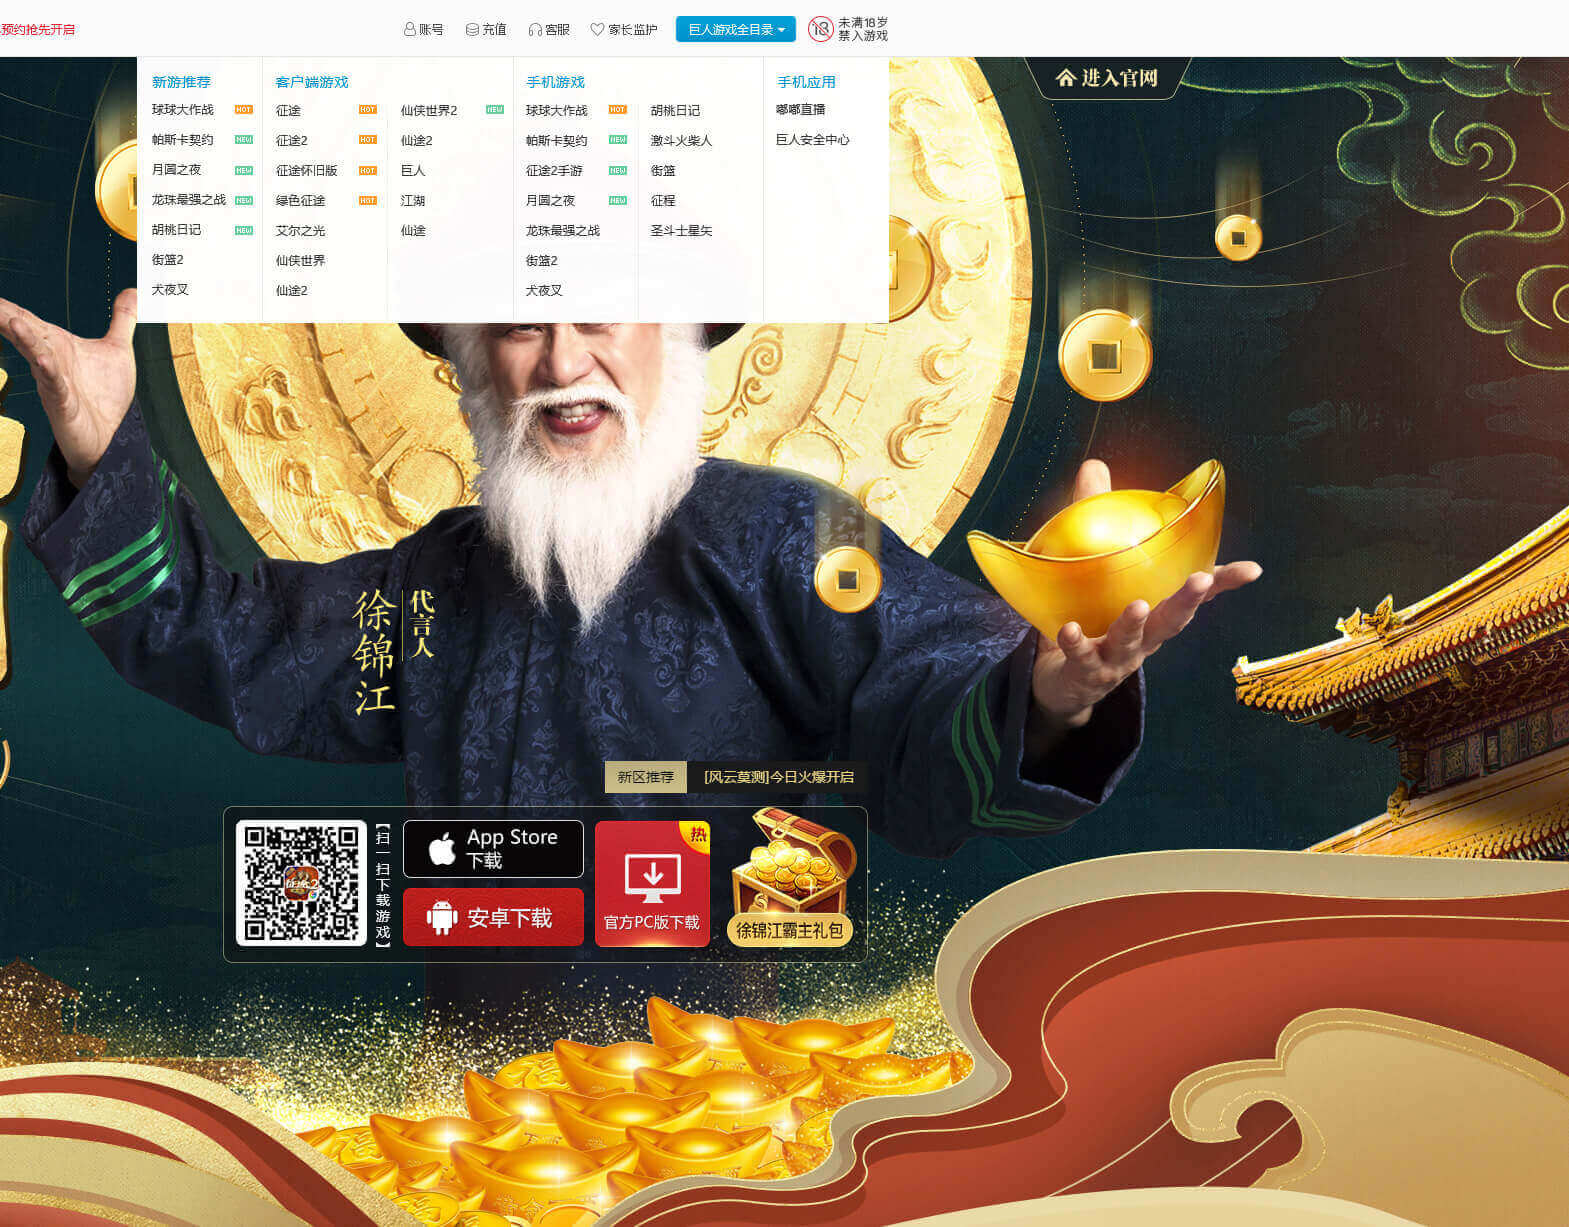 预约抢先开启
账号
充值
客服
家长监护
巨人游戏全目录
18
未满18岁
禁入游戏
进入官网
新游推荐
球球大作战 HOT
帕斯卡契约 NEW
月圆之夜 NEW
龙珠最强之战 NEW
胡桃日记 NEW
街篮2
犬夜叉
客户端游戏
征途 HOT
征途2 HOT
征途怀旧版 HOT
绿色征途 HOT
艾尔之光
仙侠世界
仙途2
仙侠世界2 NEW
仙途2
巨人
江湖
仙途
手机游戏
球球大作战 HOT
帕斯卡契约 NEW
征途2手游
月圆之夜 NEW
龙珠最强之战
街篮2
犬夜叉
胡桃日记
激斗火柴人
街篮
征程
圣斗士星矢
手机应用
嘟嘟直播
巨人安全中心
代言人
徐锦江
新区推荐
[风云莫测]今日火爆开启
【扫一扫下载游戏】
App Store
下载
安卓下载
热
官方PC版下载
徐锦江霸主礼包